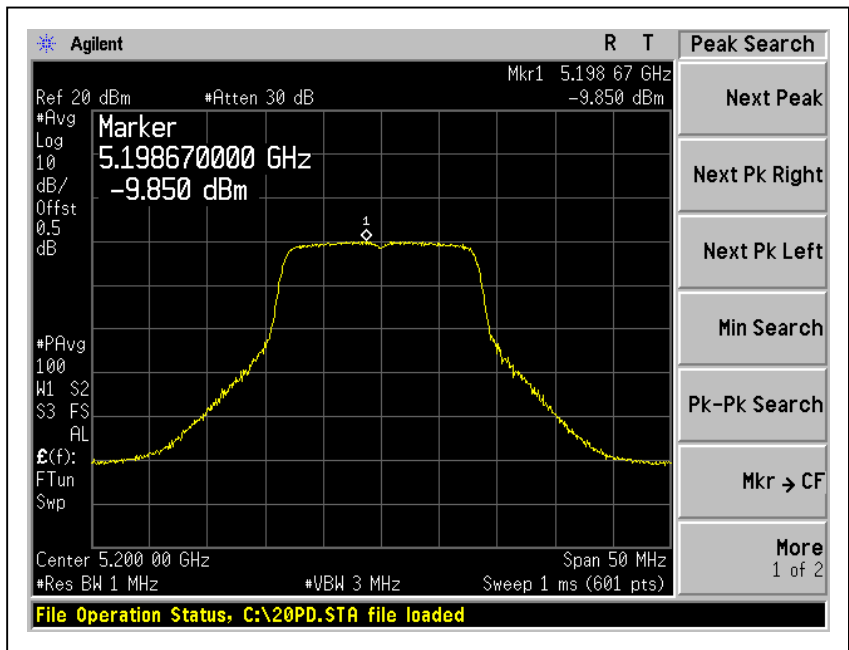 Agilent R T
Peak Search
Mkr1 5.198 67 GHz
Ref 20 dBm #Atten 30 dB -9.850 dBm
#Avg
Log
10
dB/
Offst
0.5
dB
Marker
5.198670000 GHz
-9.850 dBm
1
#PAvg
100
W1 S2
S3 FS
AL
£(f):
FTun
Swp
Center 5.200 00 GHz Span 50 MHz
#Res BW 1 MHz #VBW 3 MHz Sweep 1 ms (601 pts)
File Operation Status, C:\20PD.STA file loaded
Next Peak
Next Pk Right
Next Pk Left
Min Search
Pk-Pk Search
Mkr → CF
More
1 of 2